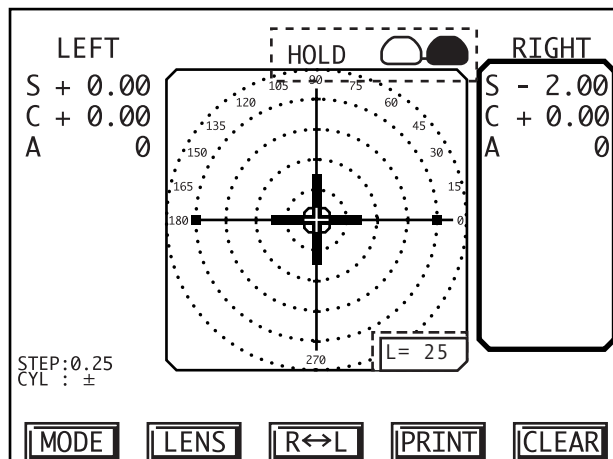 LEFT
S + 0.00
C + 0.00
A 0
HOLD
RIGHT
S - 2.00
C + 0.00
A 0
90
105
75
120
60
135
45
150
30
165
15
180
0
270
L= 25
STEP:0.25
CYL : ±
MODE
LENS
R↔L
PRINT
CLEAR